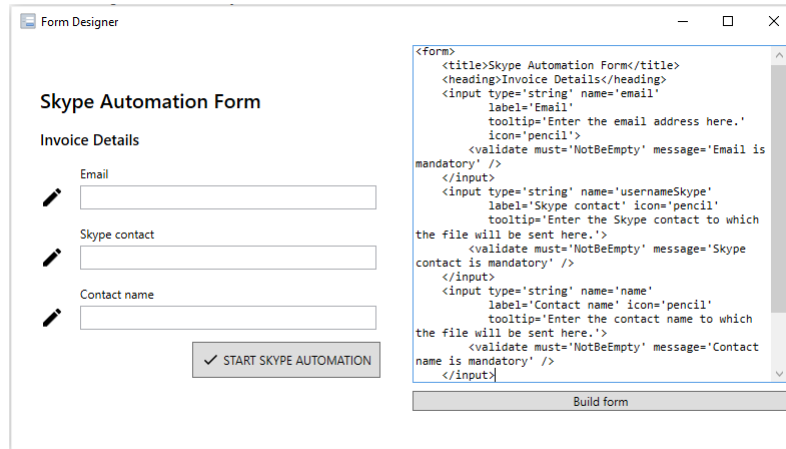 Form Designer
Skype Automation Form
Invoice Details
Email
Skype contact
Contact name
START SKYPE AUTOMATION
<form>
    <title>Skype Automation Form</title>
    <heading>Invoice Details</heading>
    <input type='string' name='email'
           label='Email'
           tooltip='Enter the email address here.'
           icon='pencil'>
        <validate must='NotBeEmpty' message='Email is
mandatory' />
    </input>
    <input type='string' name='usernameSkype'
           label='Skype contact' icon='pencil'
           tooltip='Enter the Skype contact to which
the file will be sent here.'>
        <validate must='NotBeEmpty' message='Skype
contact is mandatory' />
    </input>
    <input type='string' name='name'
           label='Contact name' icon='pencil'
           tooltip='Enter the contact name to which
the file will be sent here.'>
        <validate must='NotBeEmpty' message='Contact
name is mandatory' />
    </input>
Build form